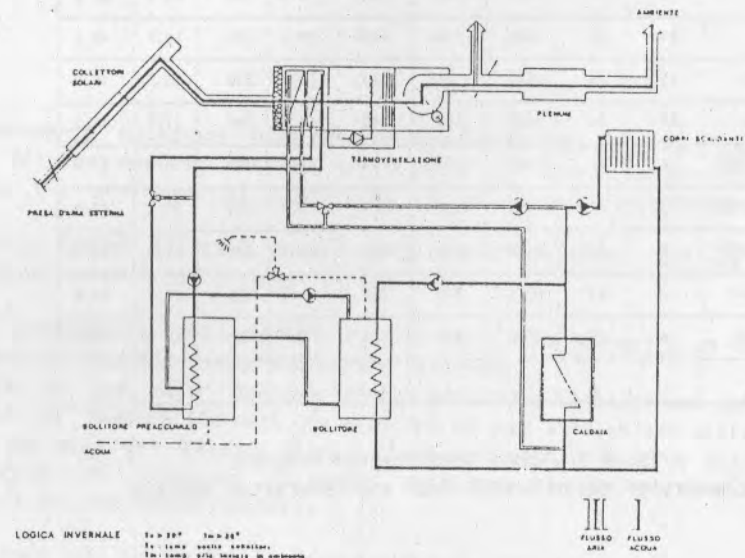 AMBIENTE
COLLETTORI
SOLARI
PLENUM
TERMOVENTILAZIONE
CORPI SCALDANTI
PRESA D'ARIA ESTERNA
BOLLITORE PREACCUMULO
BOLLITORE
CALDAIA
ACQUA
LOGICA INVERNALE
FLUSSO
ARIA
FLUSSO
ACQUA